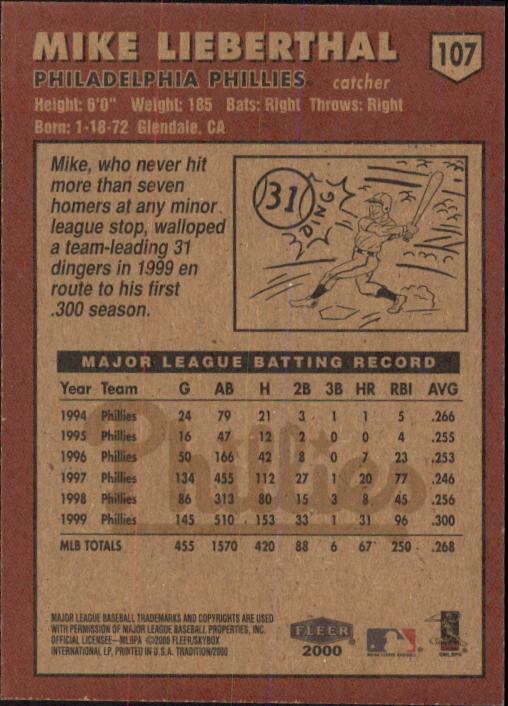 MIKE LIEBERTHAL
107
PHILADELPHIA PHILLIES® catcher
Height: 6'0" Weight: 185 Bats: Right Throws: Right
Born: 1-18-72 Glendale, CA
Mike, who never hit
more than seven
homers at any minor
league stop, walloped
a team-leading 31
dingers in 1999 en
route to his first
.300 season.
31
DING
MAJOR LEAGUE BATTING RECORD
Year Team G AB H 2B 3B HR RBI AVG
1994 Phillies 24 79 21 3 1 1 5 .266
1995 Phillies 16 47 12 2 0 0 4 .255
1996 Phillies 50 166 42 8 0 7 23 .253
1997 Phillies 134 455 112 27 1 20 77 .246
1998 Phillies 86 313 80 15 3 8 45 .256
1999 Phillies 145 510 153 33 1 31 96 .300
MLB TOTALS 455 1570 420 88 6 67 250 .268
Phillies
MAJOR LEAGUE BASEBALL TRADEMARKS AND COPYRIGHTS ARE USED
WITH PERMISSION OF MAJOR LEAGUE BASEBALL PROPERTIES, INC.
OFFICIAL LICENSEE—MLBPA ©2000 FLEER/SKYBOX
INTERNATIONAL LP, PRINTED IN U.S.A. TRADITION/2000
FLEER
2000